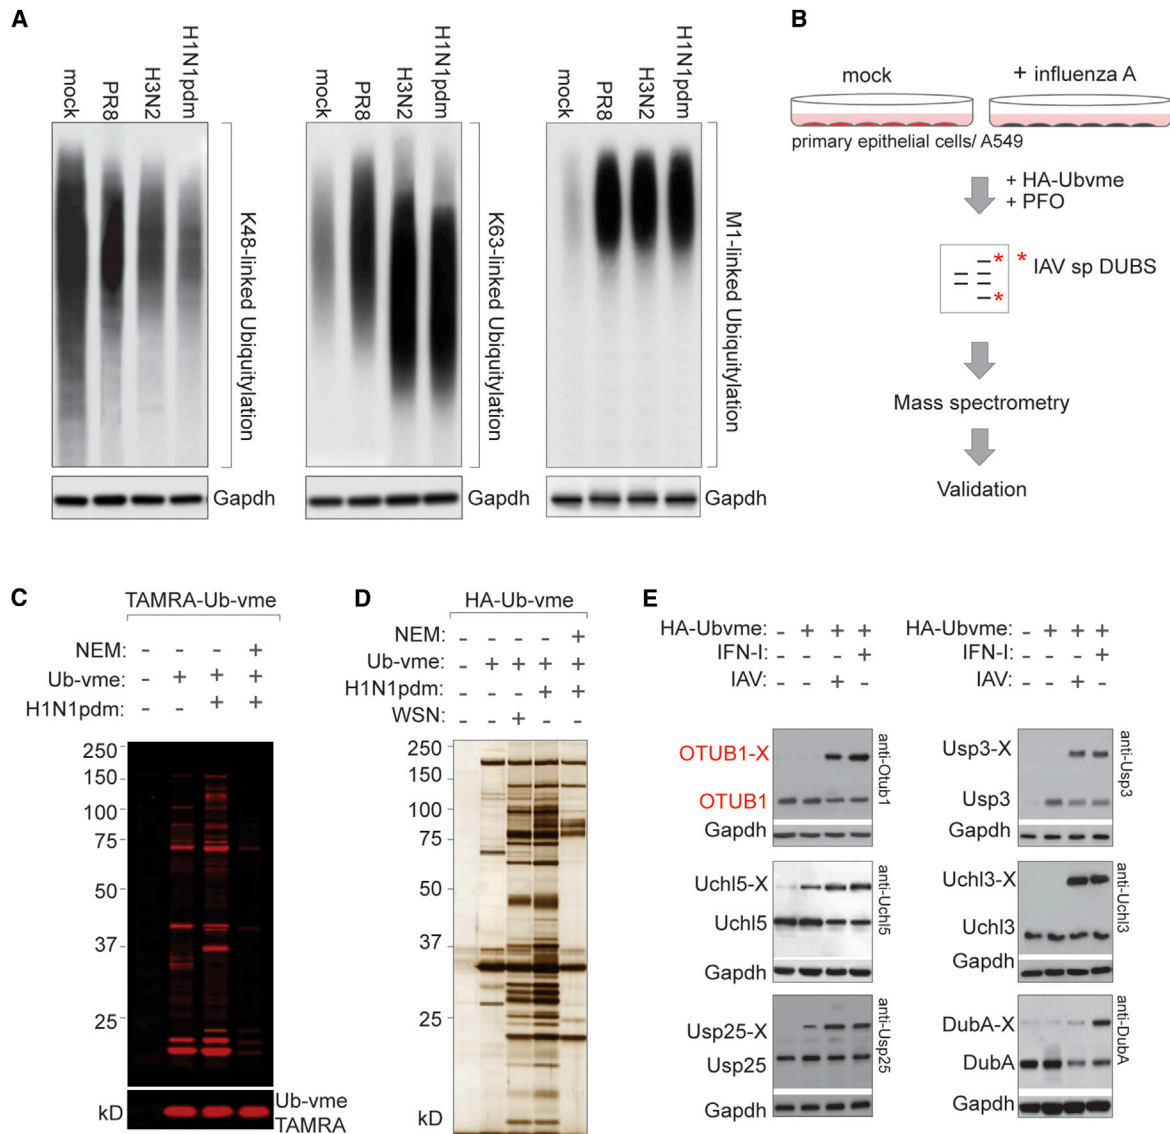 A
mock
PR8
H3N2
H1N1pdm
K48-linked Ubiquitylation
Gapdh
mock
PR8
H3N2
H1N1pdm
K63-linked Ubiquitylation
Gapdh
mock
PR8
H3N2
H1N1pdm
M1-linked Ubiquitylation
Gapdh
B
mock
+ influenza A
primary epithelial cells/ A549
+ HA-Ubvme
+ PFO
* * * IAV sp DUBS
Mass spectrometry
Validation
C
TAMRA-Ub-vme
NEM: - - - +
Ub-vme: - + + +
H1N1pdm: - - + +
250
150
100
75
50
37
25
kD
Ub-vme
TAMRA
D
HA-Ub-vme
NEM: - - - - +
Ub-vme: - + + + +
H1N1pdm: - - - + +
WSN: - - + - -
250
150
100
75
50
37
25
kD
E
HA-Ubvme: - + + +
IFN-I: - - - +
IAV: - - + -
OTUB1-X
OTUB1
Gapdh
anti-Otub1
Uchl5-X
Uchl5
Gapdh
anti-Uchl5
Usp25-X
Usp25
Gapdh
anti-Usp25
HA-Ubvme: - + + +
IFN-I: - - - +
IAV: - - + -
Usp3-X
Usp3
Gapdh
anti-Usp3
Uchl3-X
Uchl3
Gapdh
anti-Uchl3
DubA-X
DubA
Gapdh
anti-DubA